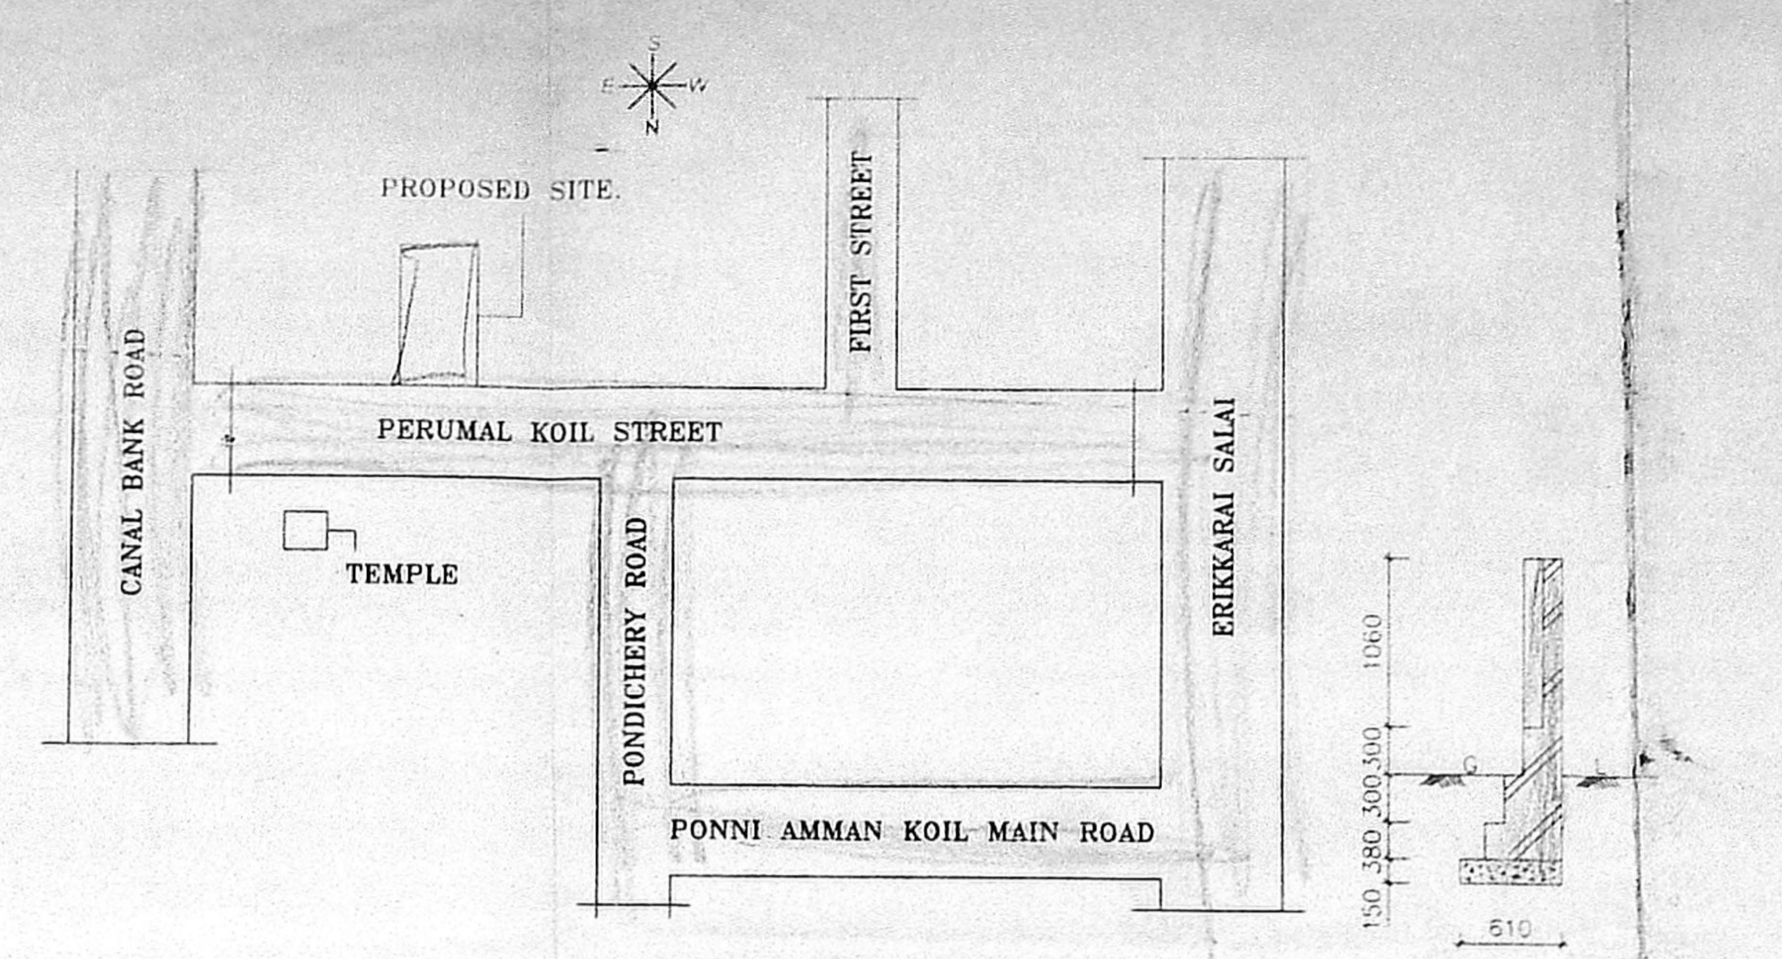 S
E W
N
PROPOSED SITE.
FIRST STREET
CANAL BANK ROAD
PERUMAL KOIL STREET
ERIKKARAI SALAI
TEMPLE
PONDICHERY ROAD
PONNI AMMAN KOIL MAIN ROAD
1060
300
G L
300
380
150
610